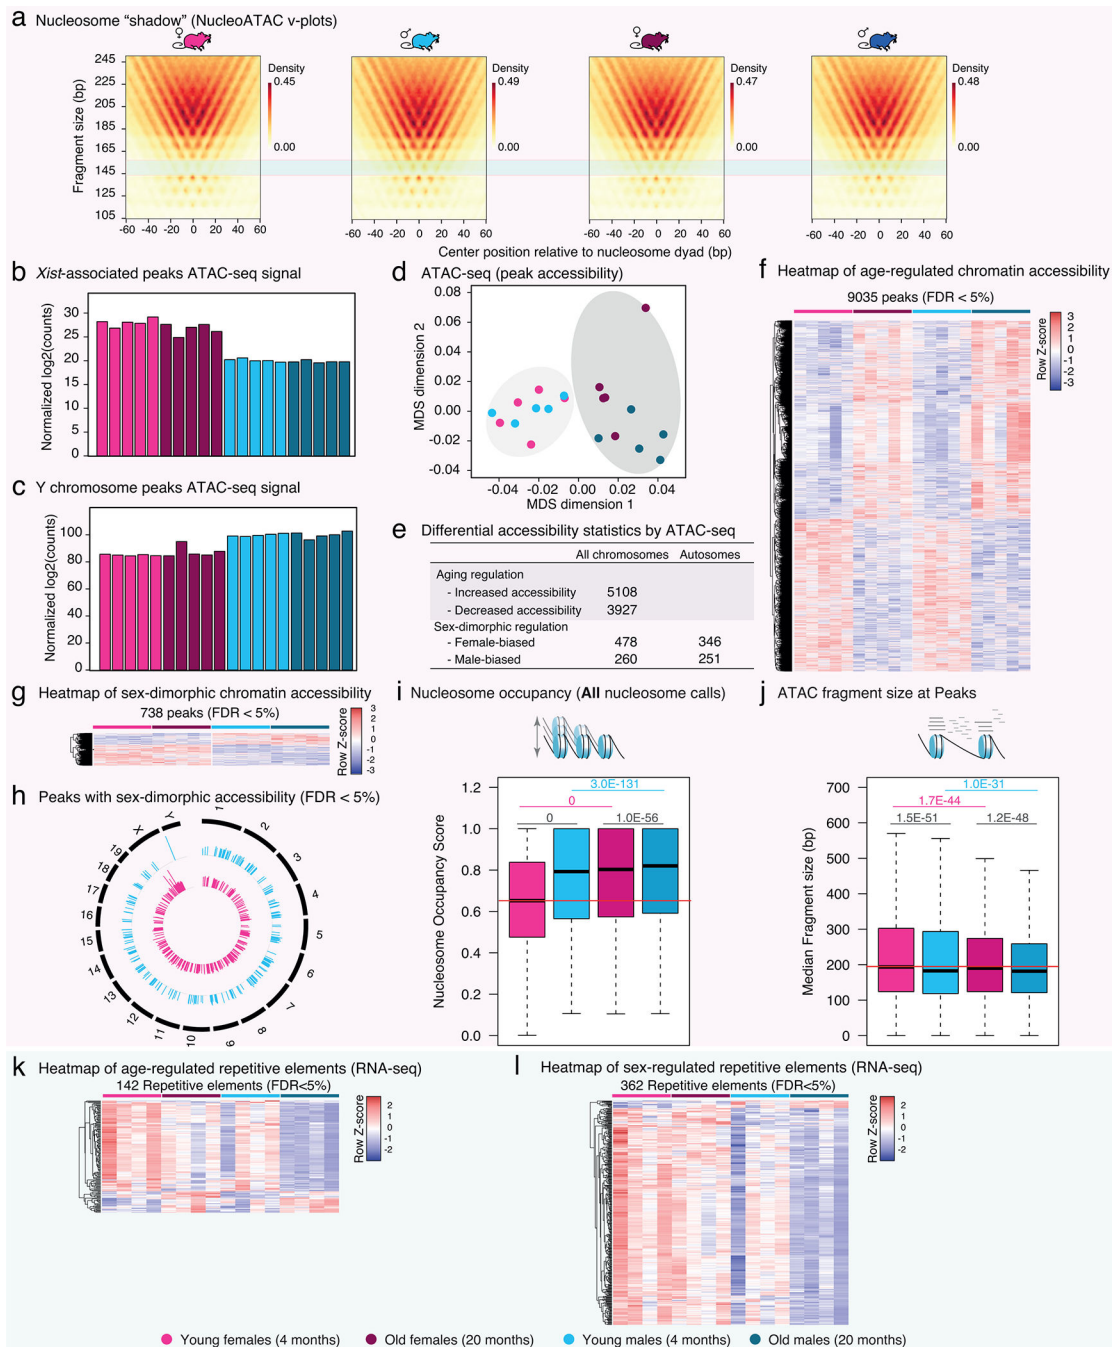 a Nucleosome “shadow” (NucleoATAC v-plots)
♀ ♂ ♀ ♂
Density Density Density Density
0.45 0.49 0.47 0.48
0.00 0.00 0.00 0.00
Fragment size (bp)
245
225
205
185
165
145
125
105
-60 -40 -20 0 20 40 60 -60 -40 -20 0 20 40 60 -60 -40 -20 0 20 40 60 -60 -40 -20 0 20 40 60
Center position relative to nucleosome dyad (bp)
b Xist-associated peaks ATAC-seq signal
Normalized log2(counts)
30
25
20
15
10
5
0
c Y chromosome peaks ATAC-seq signal
Normalized log2(counts)
100
80
60
40
20
0
d ATAC-seq (peak accessibility)
MDS dimension 2
0.08
0.06
0.04
0.02
0.00
-0.02
-0.04
-0.04 -0.02 0.00 0.02 0.04
MDS dimension 1
e Differential accessibility statistics by ATAC-seq
All chromosomes Autosomes
Aging regulation
- Increased accessibility 5108
- Decreased accessibility 3927
Sex-dimorphic regulation
- Female-biased 478 346
- Male-biased 260 251
f Heatmap of age-regulated chromatin accessibility
9035 peaks (FDR < 5%)
Row Z-score
3
2
1
0
-1
-2
-3
g Heatmap of sex-dimorphic chromatin accessibility
738 peaks (FDR < 5%)
Row Z-score
3
2
1
0
-1
-2
-3
h Peaks with sex-dimorphic accessibility (FDR < 5%)
1
2
3
4
5
6
7
8
9
10
11
12
13
14
15
16
17
18
19
X
Y
i Nucleosome occupancy (All nucleosome calls)
Nucleosome Occupancy Score
1.2
1.0
0.8
0.6
0.4
0.2
0.0
3.0E-131
0
0 1.0E-56
j ATAC fragment size at Peaks
Median Fragment size (bp)
700
600
500
400
300
200
100
0
1.0E-31
1.7E-44
1.5E-51 1.2E-48
k Heatmap of age-regulated repetitive elements (RNA-seq)
142 Repetitive elements (FDR<5%)
Row Z-score
2
1
0
-1
-2
l Heatmap of sex-regulated repetitive elements (RNA-seq)
362 Repetitive elements (FDR<5%)
Row Z-score
2
1
0
-1
-2
Young females (4 months) Old females (20 months) Young males (4 months) Old males (20 months)